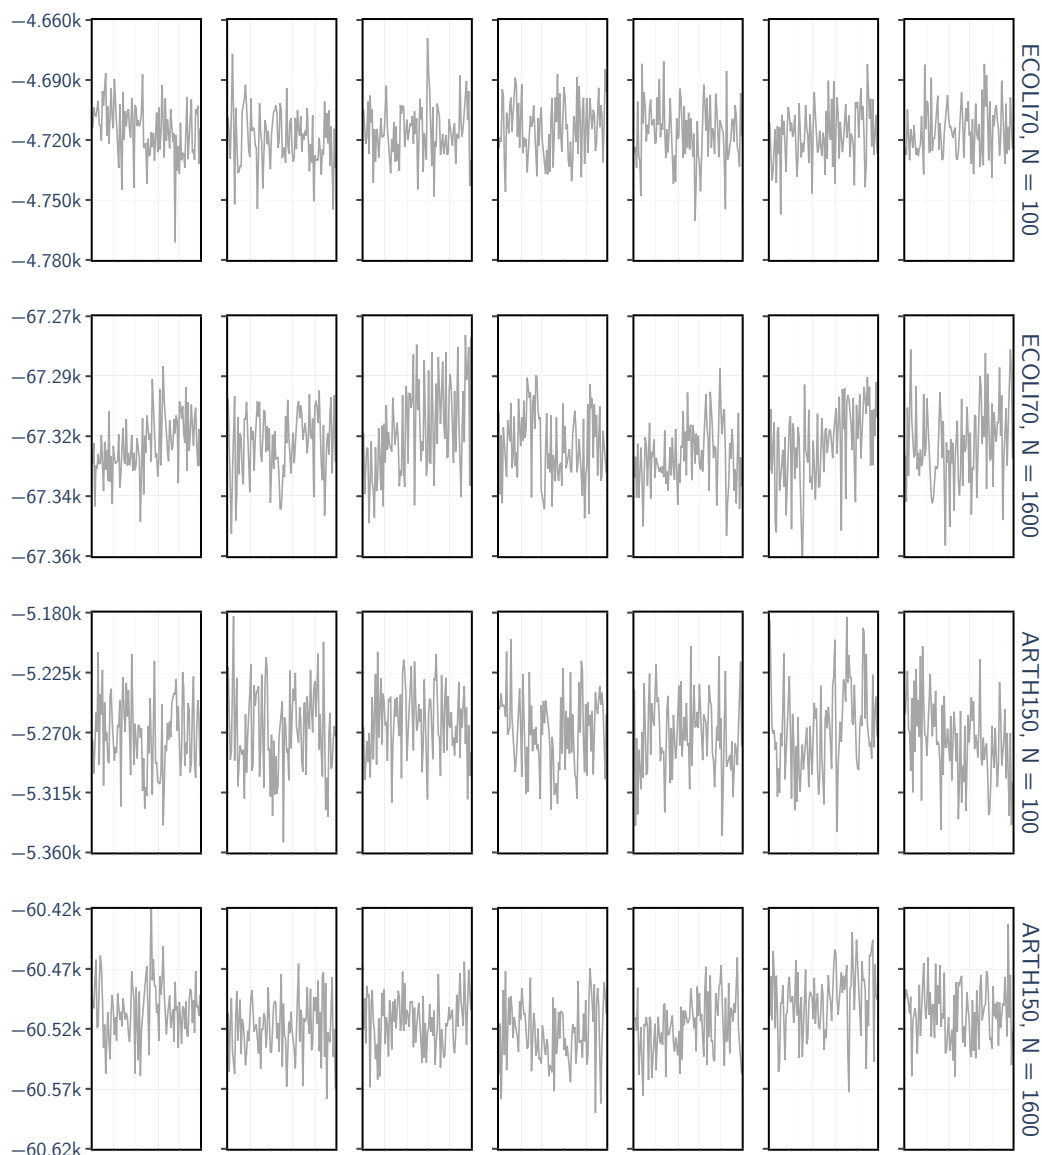 −4.660k
−4.690k
−4.720k
−4.750k
−4.780k
ECOLI70, N = 100
−67.27k
−67.29k
−67.32k
−67.34k
−67.36k
ECOLI70, N = 1600
−5.180k
−5.225k
−5.270k
−5.315k
−5.360k
ARTH150, N = 100
−60.42k
−60.47k
−60.52k
−60.57k
−60.62k
ARTH150, N = 1600